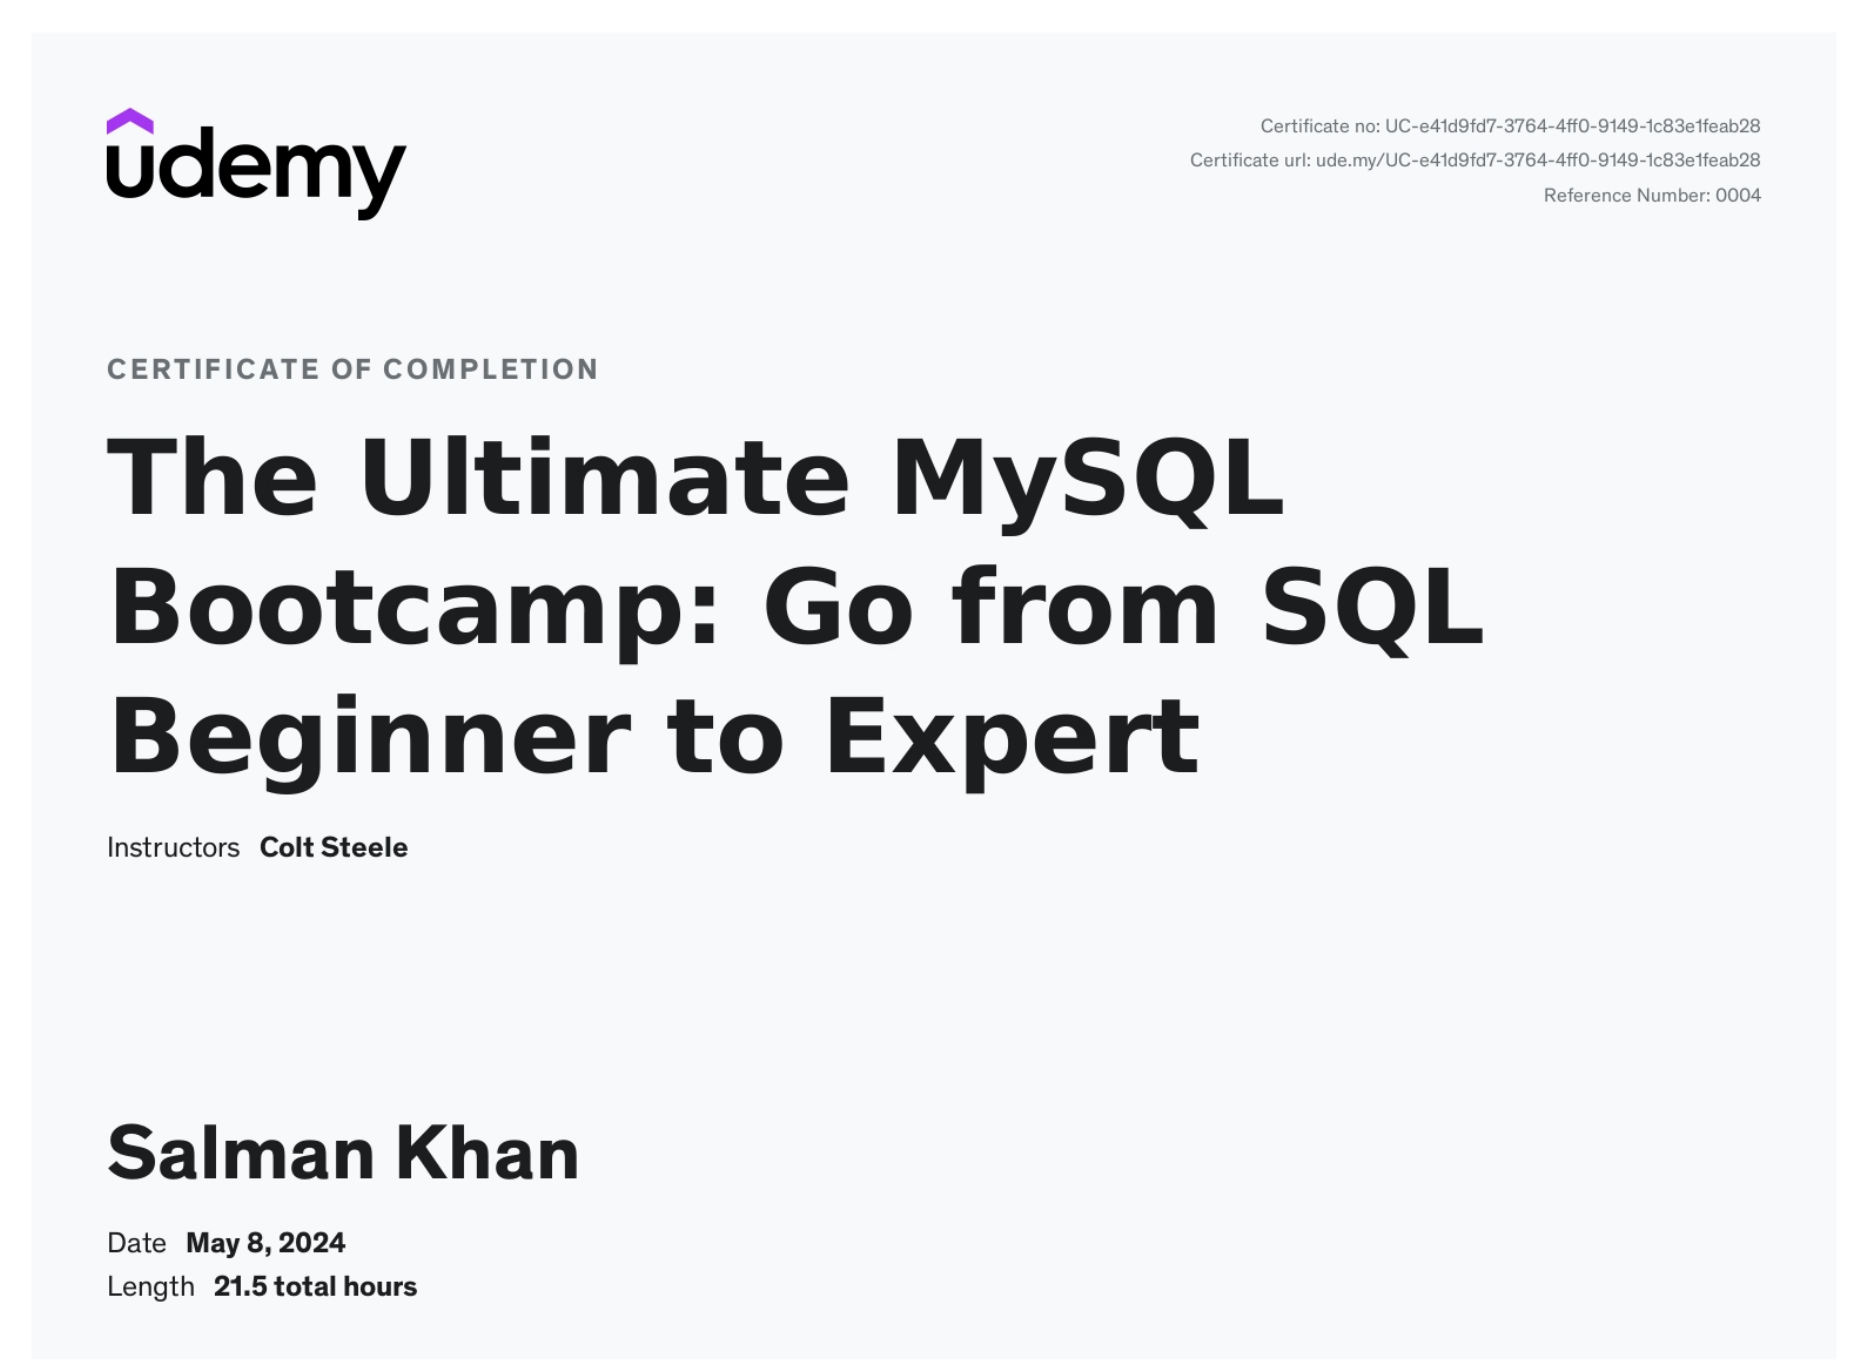 udemy
Certificate no: UC-e41d9fd7-3764-4ff0-9149-1c83e1feab28
Certificate url: ude.my/UC-e41d9fd7-3764-4ff0-9149-1c83e1feab28
Reference Number: 0004
CERTIFICATE OF COMPLETION
The Ultimate MySQL
Bootcamp: Go from SQL
Beginner to Expert
Instructors Colt Steele
Salman Khan
Date May 8, 2024
Length 21.5 total hours